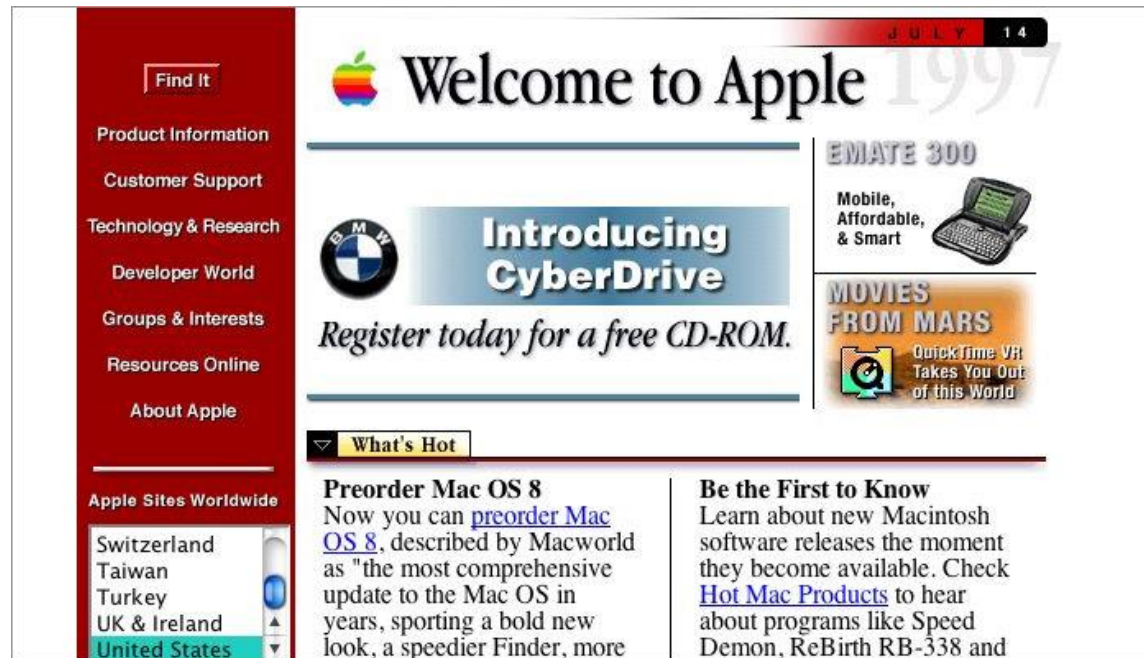 JULY 14
1997
Welcome to Apple
Find It
Product Information
Customer Support
Technology & Research
Developer World
Groups & Interests
Resources Online
About Apple
Apple Sites Worldwide
Switzerland
Taiwan
Turkey
UK & Ireland
United States
BMW
Introducing
CyberDrive
Register today for a free CD-ROM.
EMATE 300
Mobile,
Affordable,
& Smart
MOVIES
FROM MARS
QuickTime VR
Takes You Out
of this World
What's Hot
Preorder Mac OS 8
Now you can preorder Mac
OS 8, described by Macworld
as "the most comprehensive
update to the Mac OS in
years, sporting a bold new
look, a speedier Finder, more
Be the First to Know
Learn about new Macintosh
software releases the moment
they become available. Check
Hot Mac Products to hear
about programs like Speed
Demon, ReBirth RB-338 and